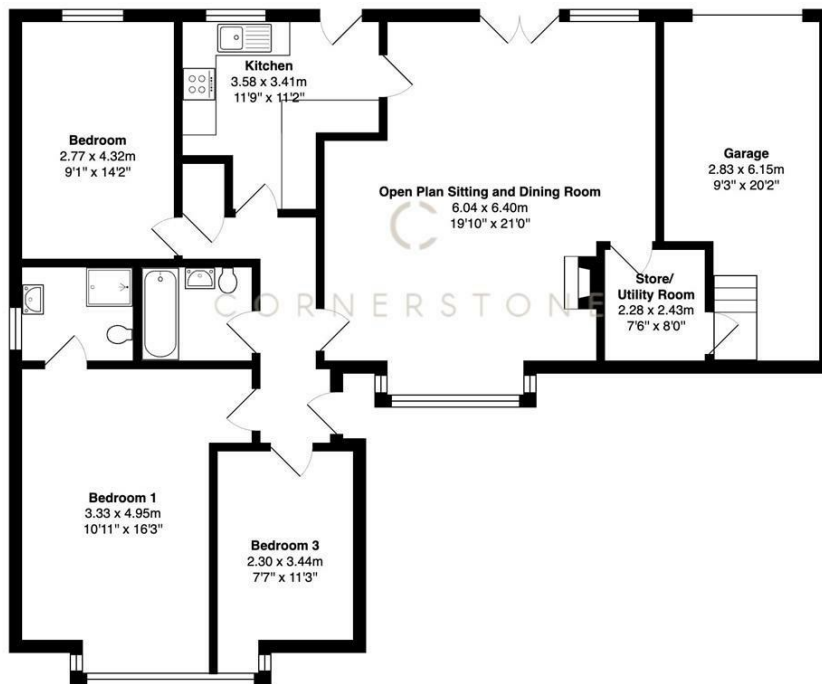 Kitchen
3.58 x 3.41m
11'9" x 11'2"
Bedroom
2.77 x 4.32m
9'1" x 14'2"
Garage
2.83 x 6.15m
9'3" x 20'2"
Open Plan Sitting and Dining Room
6.04 x 6.40m
19'10" x 21'0"
Store/
Utility Room
2.28 x 2.43m
7'6" x 8'0"
CORNERSTONE
Bedroom 1
3.33 x 4.95m
10'11" x 16'3"
Bedroom 3
2.30 x 3.44m
7'7" x 11'3"